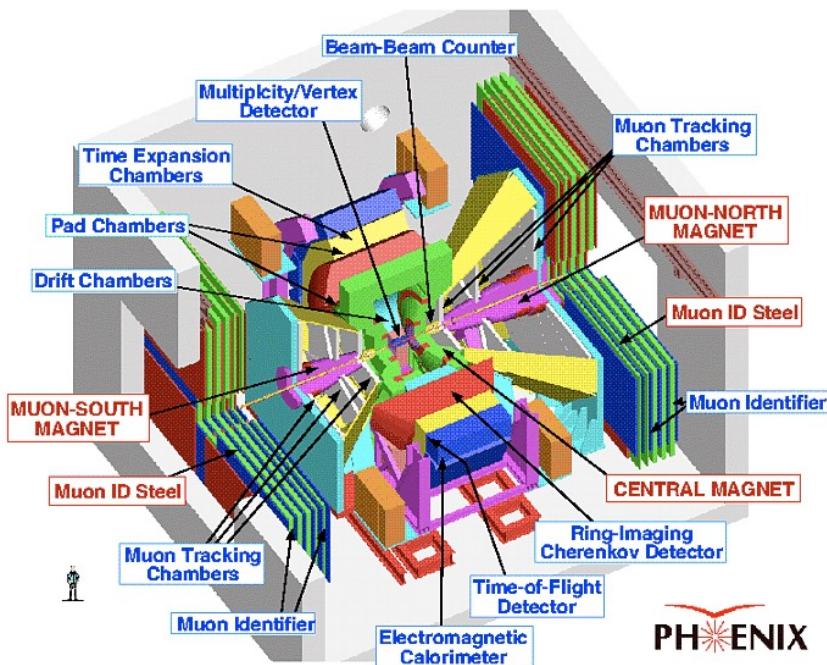 Beam-Beam Counter
Multiplcity/Vertex
Detector
Time Expansion
Chambers
Pad Chambers
Drift Chambers
Muon Tracking
Chambers
MUON-NORTH
MAGNET
Muon ID Steel
Muon Identifier
MUON-SOUTH
MAGNET
Muon ID Steel
CENTRAL MAGNET
Ring-Imaging
Cherenkov Detector
Muon Tracking
Chambers
Time-of-Flight
Detector
Muon Identifier
Electromagnetic
Calorimeter
PHENIX